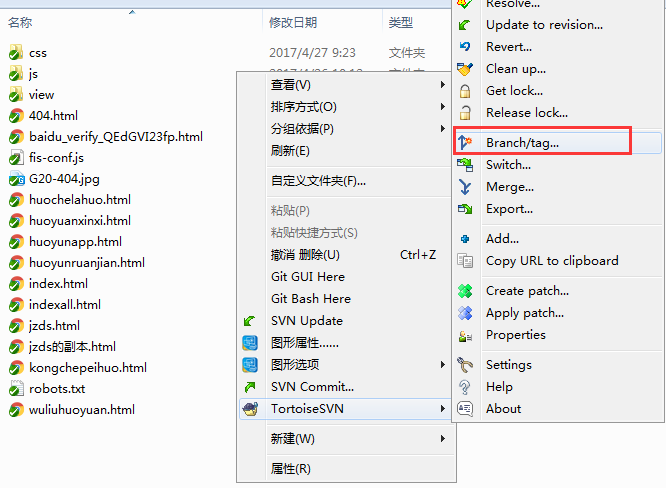 名称
修改日期
类型
css
2017/4/27 9:23
文件夹
js
view
404.html
baidu_verify_QEdGVI23fp.html
fis-conf.js
G20-404.jpg
huochelahuo.html
huoyunxinxi.html
huoyunapp.html
huoyunruanjian.html
index.html
indexall.html
jzds.html
jzds的副本.html
kongchepeihuo.html
robots.txt
wuliuhuoyuan.html
查看(V)
排序方式(O)
分组依据(P)
刷新(E)
自定义文件夹(F)...
粘贴(P)
粘贴快捷方式(S)
撤消 删除(U) Ctrl+Z
Git GUI Here
Git Bash Here
SVN Update
图形属性......
图形选项
SVN Commit...
TortoiseSVN
新建(W)
属性(R)
Resolve...
Update to revision...
Revert...
Clean up...
Get lock...
Release lock...
Branch/tag...
Switch...
Merge...
Export...
Add...
Copy URL to clipboard
Create patch...
Apply patch...
Properties
Settings
Help
About